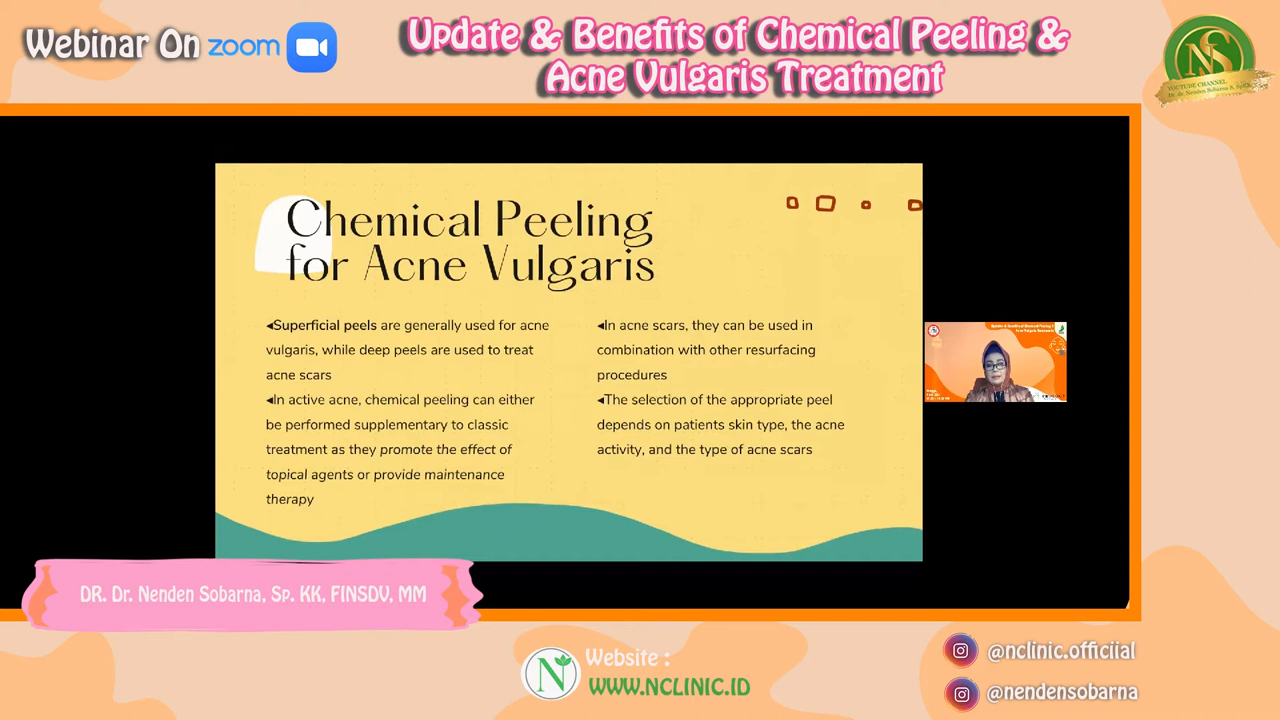 Webinar On zoom
Update & Benefits of Chemical Peeling &
Acne Vulgaris Treatment
NS
YOUTUBE CHANNEL
Chemical Peeling
for Acne Vulgaris
◂Superficial peels are generally used for acne
vulgaris, while deep peels are used to treat
acne scars
◂In active acne, chemical peeling can either
be performed supplementary to classic
treatment as they promote the effect of
topical agents or provide maintenance
therapy
◂In acne scars, they can be used in
combination with other resurfacing
procedures
◂The selection of the appropriate peel
depends on patients skin type, the acne
activity, and the type of acne scars
DR. Dr. Nenden Sobarna, Sp. KK, FINSDV, MM
N
Website :
WWW.NCLINIC.ID
@nclinic.officiial
@nendensobarna